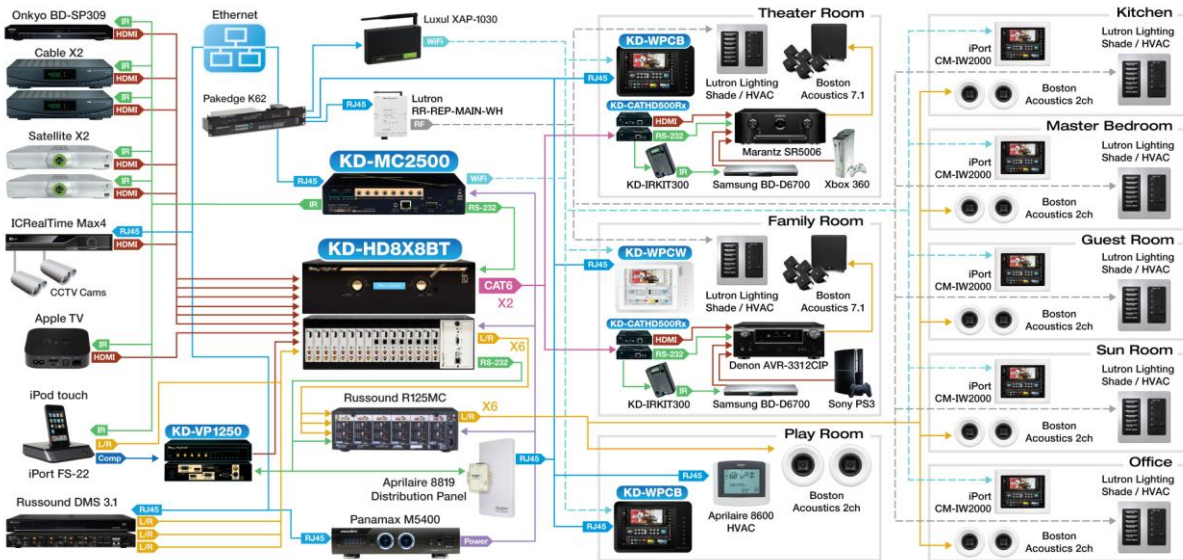 Onkyo BD-SP309
IR
HDMI
Cable X2
IR
HDMI
IR
HDMI
Satellite X2
IR
HDMI
IR
HDMI
ICRealTime Max4
RJ45
HDMI
CCTV Cams
Apple TV
IR
HDMI
iPod touch
IR
L/R
Comp
iPort FS-22
KD-VP1250
Russound DMS 3.1
RJ45
L/R
L/R
L/R
Ethernet
Pakedge K62
Luxul XAP-1030
WiFi
RJ45
Lutron
RR-REP-MAIN-WH
RF
KD-MC2500
RJ45
WiFi
IR
RS-232
KD-HD8X8BT
CAT6
X2
L/R
X6
RS-232
Russound R125MC
X6
L/R
Aprilaire 8819
Distribution Panel
RJ45
Panamax M5400
RJ45
Power
Theater Room
KD-WPCB
RJ45
Lutron Lighting
Shade / HVAC
Boston
Acoustics 7.1
KD-CATHD500Rx
HDMI
RS-232
Marantz SR5006
IR
KD-IRKIT300
Samsung BD-D6700
Xbox 360
Family Room
KD-WPCW
RJ45
Lutron Lighting
Shade / HVAC
Boston
Acoustics 7.1
KD-CATHD500Rx
HDMI
RS-232
Denon AVR-3312CIP
IR
KD-IRKIT300
Samsung BD-D6700
Sony PS3
Play Room
RJ45
KD-WPCB
RJ45
Aprilaire 8600
HVAC
Boston
Acoustics 2ch
Kitchen
iPort
CM-IW2000
Lutron Lighting
Shade / HVAC
Boston
Acoustics 2ch
Master Bedroom
iPort
CM-IW2000
Lutron Lighting
Shade / HVAC
Boston
Acoustics 2ch
Guest Room
iPort
CM-IW2000
Lutron Lighting
Shade / HVAC
Boston
Acoustics 2ch
Sun Room
iPort
CM-IW2000
Lutron Lighting
Shade / HVAC
Boston
Acoustics 2ch
Office
iPort
CM-IW2000
Lutron Lighting
Shade / HVAC
Boston
Acoustics 2ch